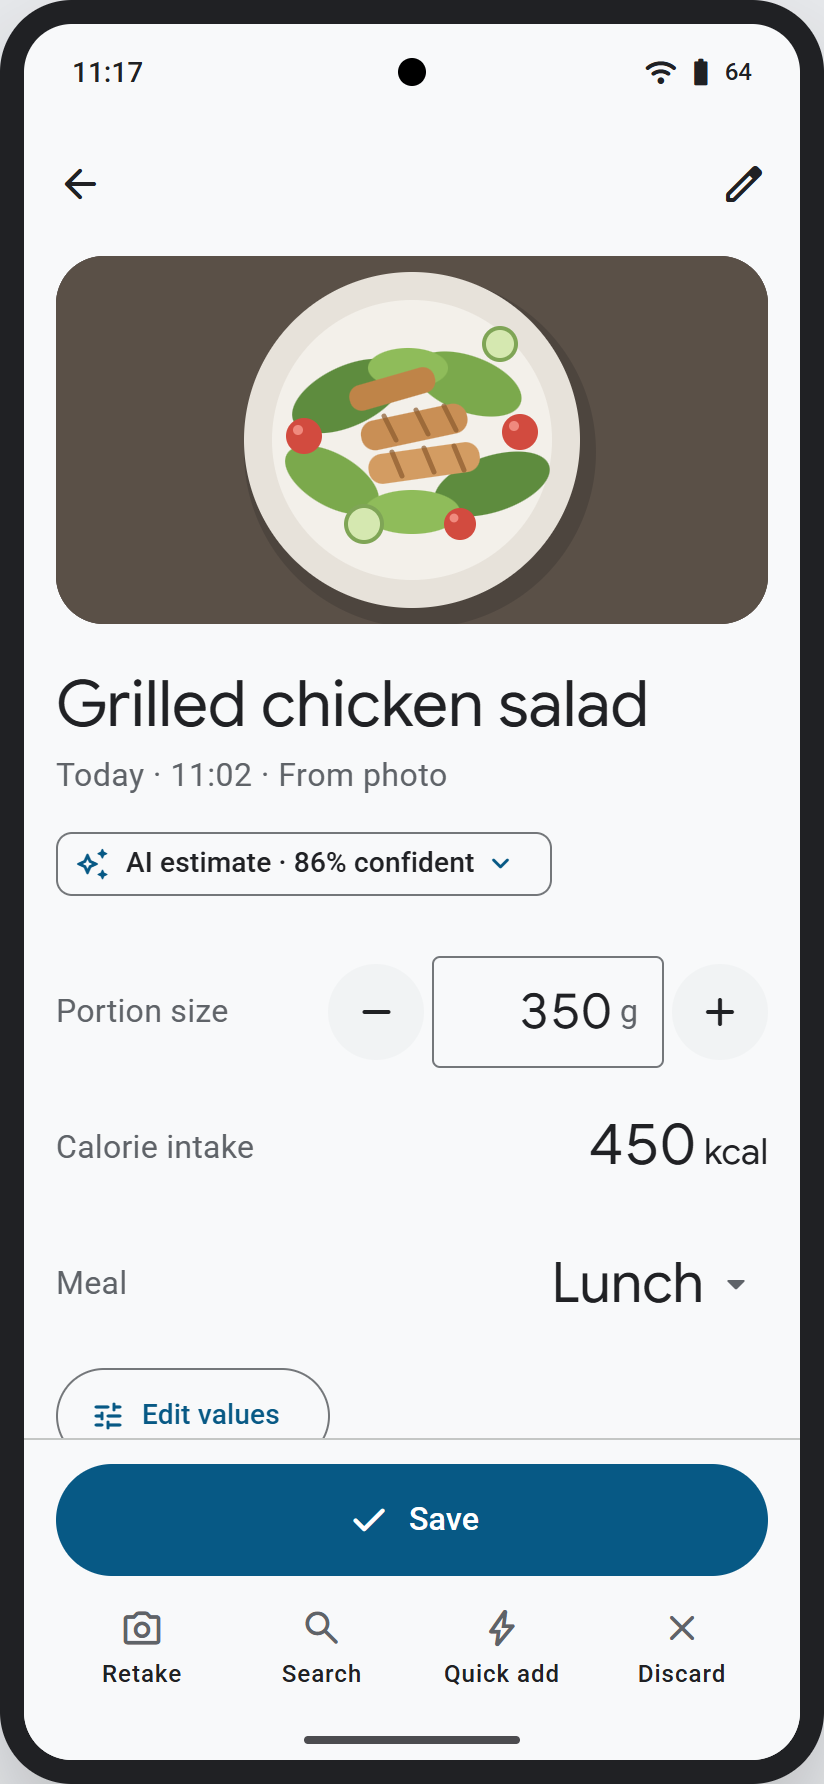 11:17
64
Grilled chicken salad
Today · 11:02 · From photo
AI estimate · 86% confident
Portion size
350 g
Calorie intake
450 kcal
Meal
Lunch
Edit values
Save
Retake
Search
Quick add
Discard